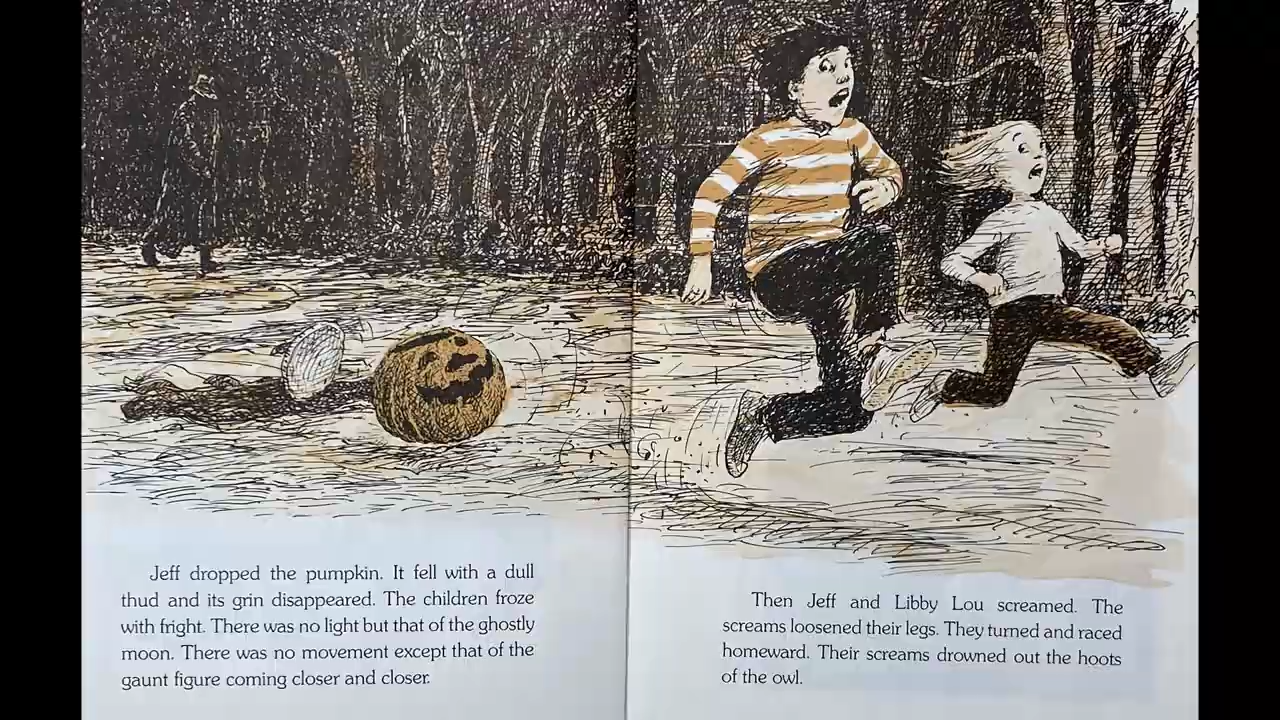 Jeff dropped the pumpkin. It fell with a dull
thud and its grin disappeared. The children froze
with fright. There was no light but that of the ghostly
moon. There was no movement except that of the
gaunt figure coming closer and closer.
Then Jeff and Libby Lou screamed. The
screams loosened their legs. They turned and raced
homeward. Their screams drowned out the hoots
of the owl.